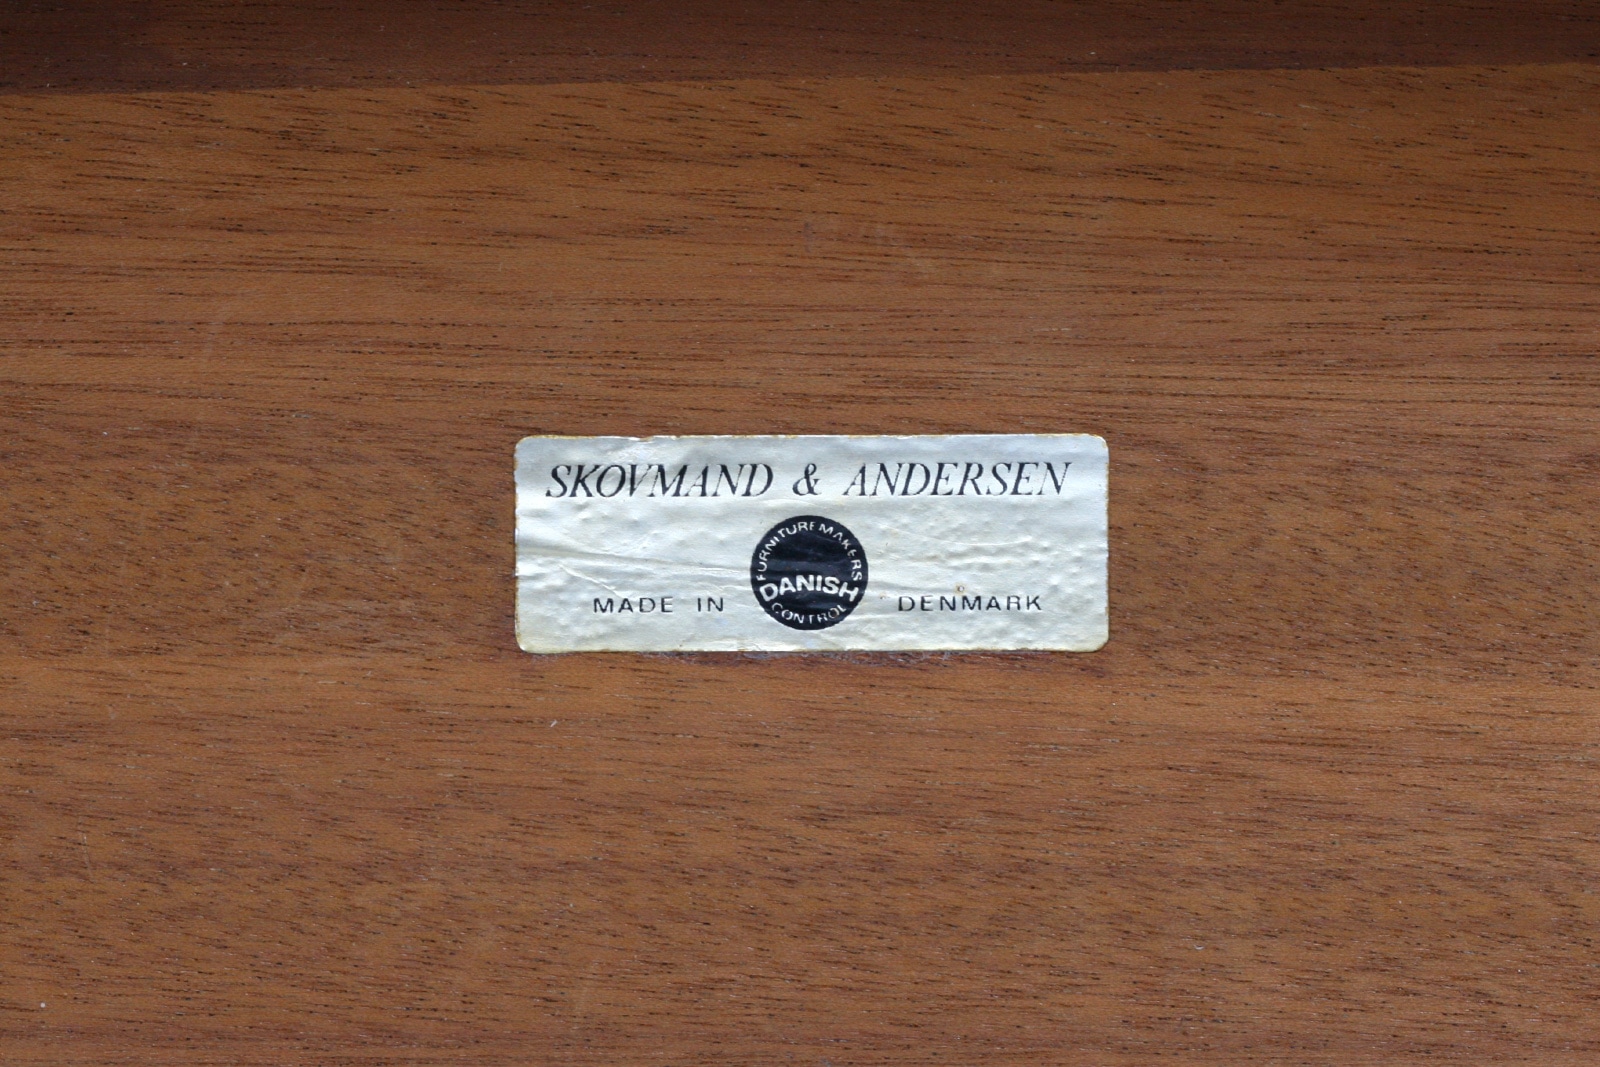 SKOVMAND & ANDERSEN
FURNITUREMAKERS
DANISH
CONTROL
MADE IN DENMARK